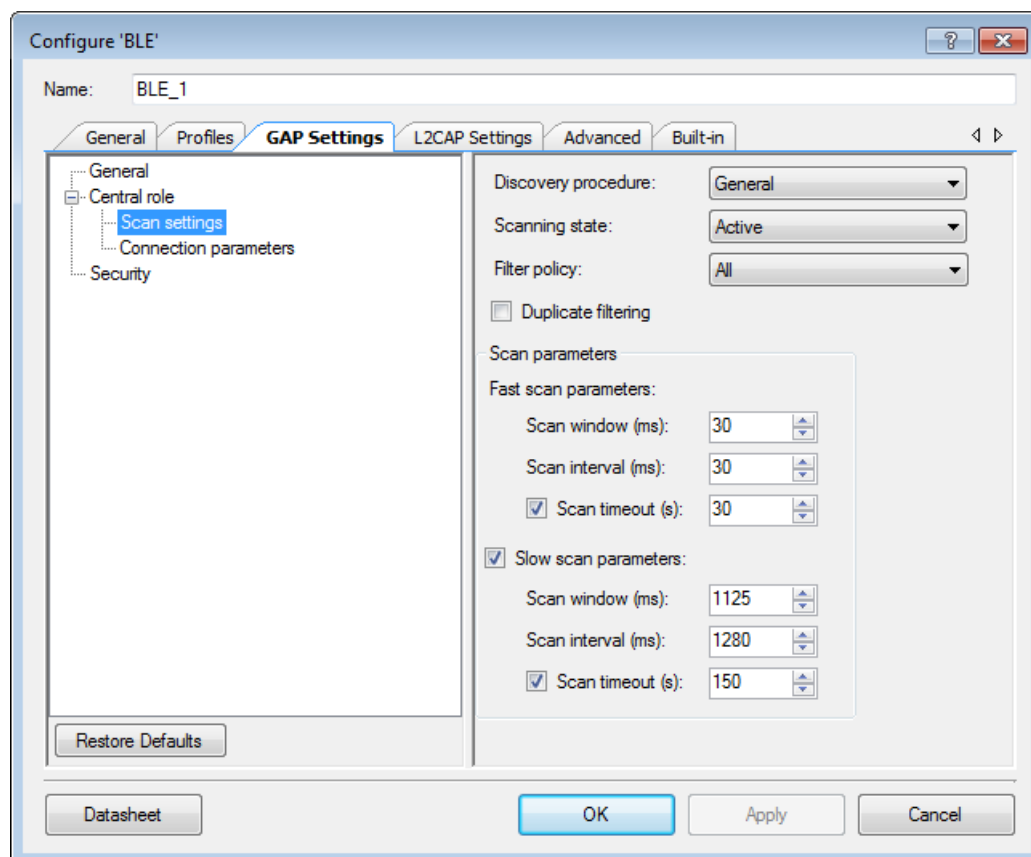 Configure 'BLE'
Name: BLE_1
General Profiles GAP Settings L2CAP Settings Advanced Built-in
General
Central role
Scan settings
Connection parameters
Security
Restore Defaults
Discovery procedure: General
Scanning state: Active
Filter policy: All
Duplicate filtering
Scan parameters
Fast scan parameters:
Scan window (ms): 30
Scan interval (ms): 30
Scan timeout (s): 30
Slow scan parameters:
Scan window (ms): 1125
Scan interval (ms): 1280
Scan timeout (s): 150
Datasheet OK Apply Cancel